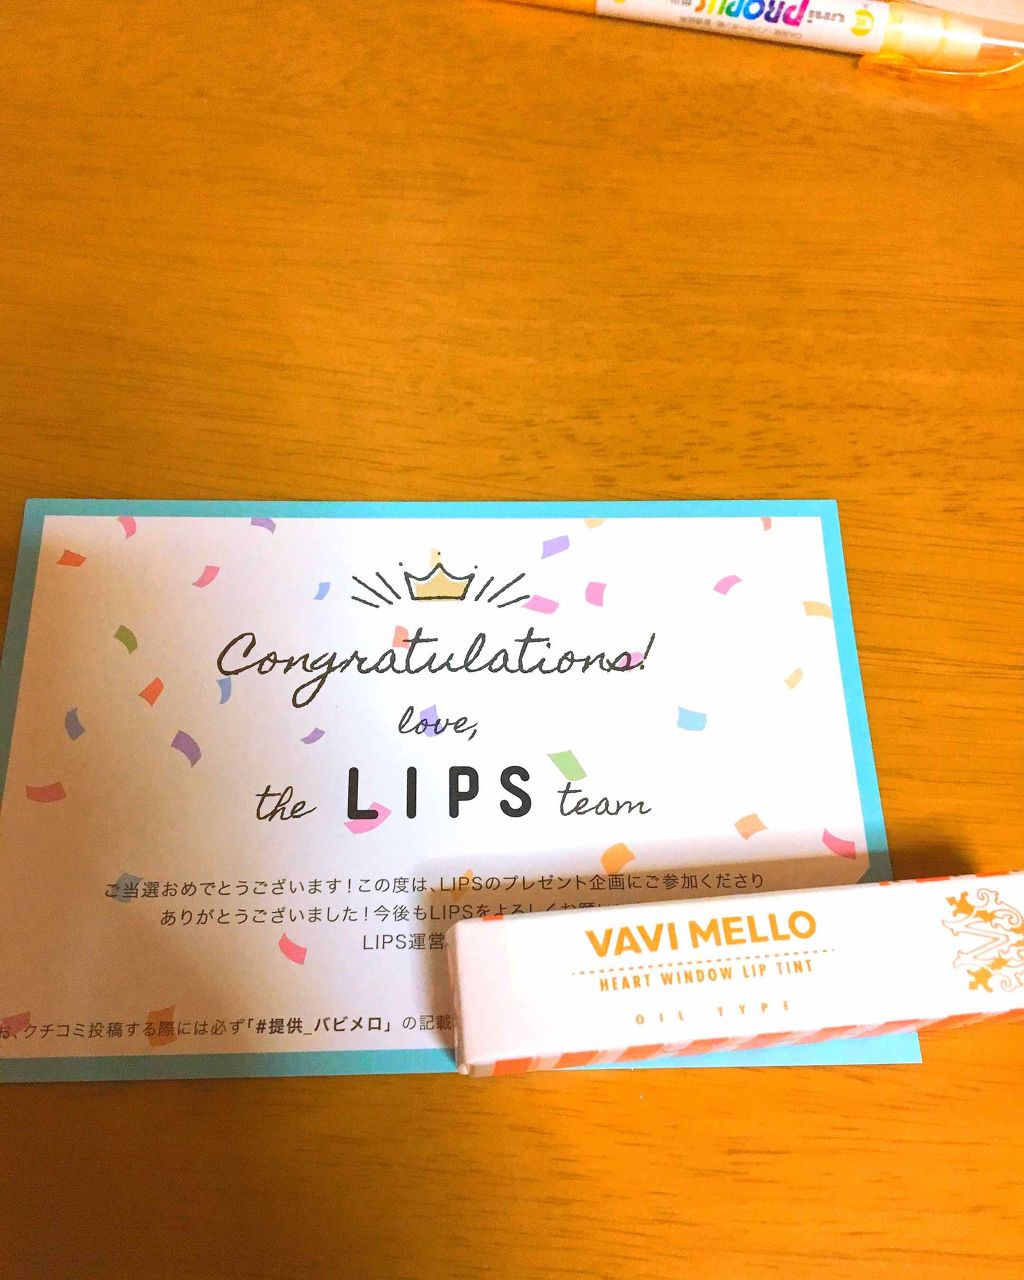 uni PROPUS
Congratulations!
love,
the LIPS team
ご当選おめでとうございます！この度は、LIPSのプレゼント企画にご参加くださり
ありがとうございました！今後もLIPSをよろしくお願い
LIPS運営
お、クチコミ投稿する際には必ず「#提供_バビメロ」の記載
VAVI MELLO
HEART WINDOW LIP TINT
OIL TYPE